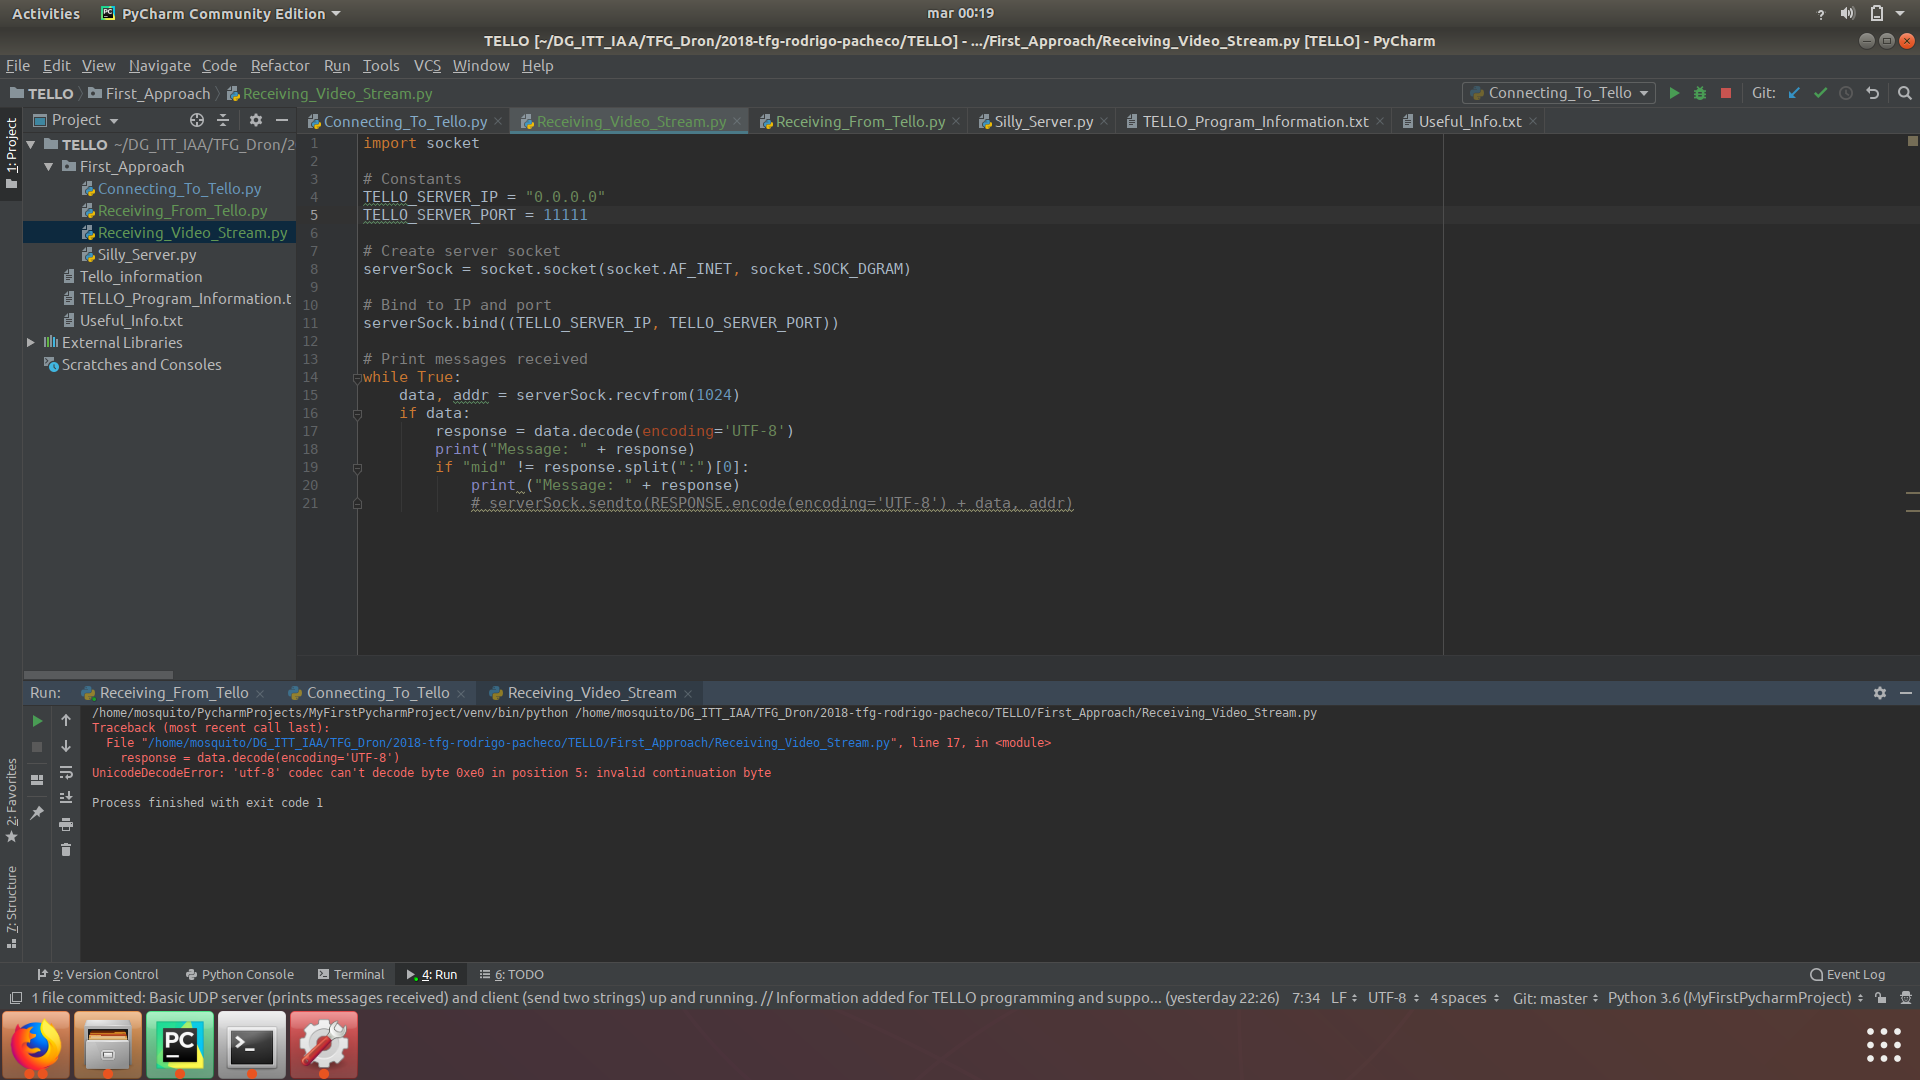 Activities PyCharm Community Edition mar 00:19 ?
TELLO [~/DG_ITT_IAA/TFG_Dron/2018-tfg-rodrigo-pacheco/TELLO] - .../First_Approach/Receiving_Video_Stream.py [TELLO] - PyCharm
File Edit View Navigate Code Refactor Run Tools VCS Window Help
TELLO First_Approach Receiving_Video_Stream.py Connecting_To_Tello Git:
Project Connecting_To_Tello.py Receiving_Video_Stream.py Receiving_From_Tello.py Silly_Server.py TELLO_Program_Information.txt Useful_Info.txt
1: Project
TELLO ~/DG_ITT_IAA/TFG_Dron/2
First_Approach
Connecting_To_Tello.py
Receiving_From_Tello.py
Receiving_Video_Stream.py
Silly_Server.py
Tello_information
TELLO_Program_Information.t
Useful_Info.txt
External Libraries
Scratches and Consoles
1 import socket
2
3 # Constants
4 TELLO_SERVER_IP = "0.0.0.0"
5 TELLO_SERVER_PORT = 11111
6
7 # Create server socket
8 serverSock = socket.socket(socket.AF_INET, socket.SOCK_DGRAM)
9
10 # Bind to IP and port
11 serverSock.bind((TELLO_SERVER_IP, TELLO_SERVER_PORT))
12
13 # Print messages received
14 while True:
15 data, addr = serverSock.recvfrom(1024)
16 if data:
17 response = data.decode(encoding='UTF-8')
18 print("Message: " + response)
19 if "mid" != response.split(":")[0]:
20 print ("Message: " + response)
21 # serverSock.sendto(RESPONSE.encode(encoding='UTF-8') + data, addr)
Run: Receiving_From_Tello Connecting_To_Tello Receiving_Video_Stream
/home/mosquito/PycharmProjects/MyFirstPycharmProject/venv/bin/python /home/mosquito/DG_ITT_IAA/TFG_Dron/2018-tfg-rodrigo-pacheco/TELLO/First_Approach/Receiving_Video_Stream.py
Traceback (most recent call last):
File "/home/mosquito/DG_ITT_IAA/TFG_Dron/2018-tfg-rodrigo-pacheco/TELLO/First_Approach/Receiving_Video_Stream.py", line 17, in <module>
response = data.decode(encoding='UTF-8')
UnicodeDecodeError: 'utf-8' codec can't decode byte 0xe0 in position 5: invalid continuation byte
Process finished with exit code 1
2: Favorites
7: Structure
9: Version Control Python Console Terminal 4: Run 6: TODO Event Log
1 file committed: Basic UDP server (prints messages received) and client (send two strings) up and running. // Information added for TELLO programming and suppo... (yesterday 22:26) 7:34 LF UTF-8 4 spaces Git: master Python 3.6 (MyFirstPycharmProject)
PC